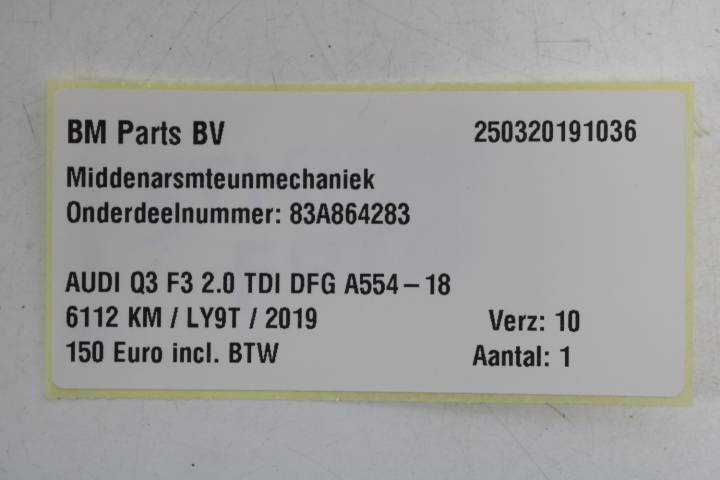 BM Parts BV 250320191036
Middenarsmteunmechaniek
Onderdeelnummer: 83A864283
AUDI Q3 F3 2.0 TDI DFG A554-18
6112 KM / LY9T / 2019 Verz: 10
150 Euro incl. BTW Aantal: 1